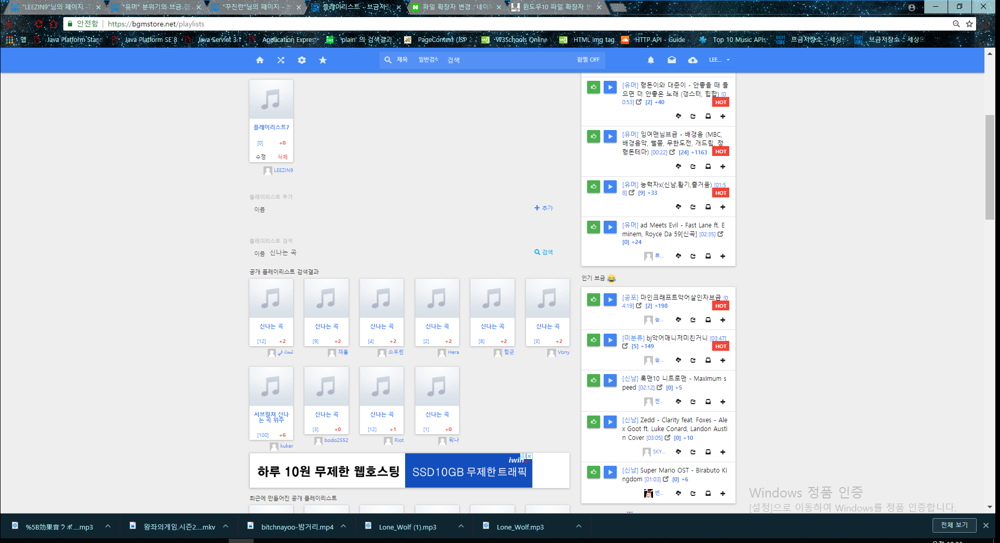 "LEEZIN9"님의 페이지 -
"유머" 분위기의 브금 검
"꾸진런"님의 페이지 - 브
플레이리스트 - 브금저장
파일 확장자 변경 : 네이버
윈도우10 파일 확장자 변
안전함 https://bgmstore.net/playlists
앱 Java Platform Stand Java Platform SE 8 Java Servlet 3.1 Application Expres 'plain' 의 검색결과 PageContext (JSP 2 W3Schools Online HTML img tag HTTP API - Guide Top 10 Music APIs 브금저장소 - 세상의 브금저장소 - 세상으
제목 일반검색 검색 합필 OFF LEE...
플레이리스트7
[0] +0
수정 삭제
LEEZIN9
플레이리스트 추가
이름 추가
플레이리스트 검색
이름 신나는 곡 검색
공개 플레이리스트 검색결과
신나는 곡 신나는 곡 신나는 곡 신나는 곡 신나는 곡 신나는 곡
[12] +2 [9] +2 [4] +2 [2] +2 [8] +2 [3] +2
تبحث في 재돌 소우린 Hera 힘군 Vony
서브컬쳐 신나는 곡 위주
신나는 곡 신나는 곡 신나는 곡
[100] +6 [3] +0 [12] +1 [1] +0
kuker bodo2552 Riot 워나
하루 10원 무제한 웹호스팅 SSD10GB 무제한트래픽
iwinv
최근에 만들어진 공개 플레이리스트
[유머] 형돈이와 대준이 - 안좋을 때 들
으면 더 안좋은 노래 (갱스터, 힙합) [0
0:53] [2] +40
HOT
[유머] 잉여맨님브금 - 배경음 (MBC,
배경음악, 뻘쭘, 무한도전, 개드립, 정
형돈테마) [00:22] [24] +1163
HOT
[유머] 능력자x(신남,활기,즐거움) [01:5
8] [9] +33
HOT
[유머] ad Meets Evil - Fast Lane ft. E
minem, Royce Da 59[신곡] [02:35]
[0] +24
류...
인기 브금
[공포] 마인크래프트악어살인자브금 [0
4:19] [2] +198
HOT
늘...
[미분류] bj악어매니저미친거니 [03:47]
[5] +149
HOT
늘...
[신남] 록맨10 니트로맨 - Maximum s
peed [02:12] [0] +5
젠...
[신남] Zedd - Clarity feat. Foxes - Ale
x Goot ft. Luke Conard, Landon Austi
n Cover [03:05] [0] +10
SKY...
[신남] Super Mario OST - Birabuto Ki
ngdom [01:03] [0] +6
벤...
Windows 정품 인증
[설정]으로 이동하여 Windows를 정품 인증합니다.
%5B効果音ラボ....mp3 왕좌의게임.시즌2....mkv bitchnayoo-밤거리.mp4 Lone_Wolf (1).mp3 Lone_Wolf.mp3 전체 보기